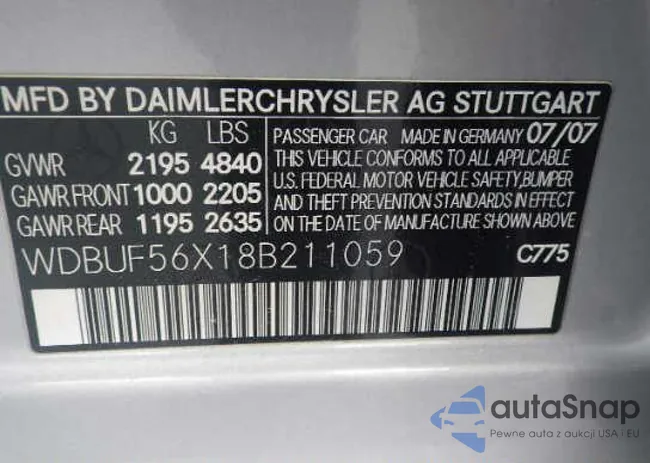 MFD BY DAIMLERCHRYSLER AG STUTTGART
KG LBS
GVWR 2195 4840
GAWR FRONT 1000 2205
GAWR REAR 1195 2635
PASSENGER CAR MADE IN GERMANY 07/07
THIS VEHICLE CONFORMS TO ALL APPLICABLE
U.S. FEDERAL MOTOR VEHICLE SAFETY, BUMPER
AND THEFT PREVENTION STANDARDS IN EFFECT
ON THE DATE OF MANUFACTURE SHOWN ABOVE.
WDBUF56X18B211059 C775
autaSnap
Pewne auta z aukcji USA i EU